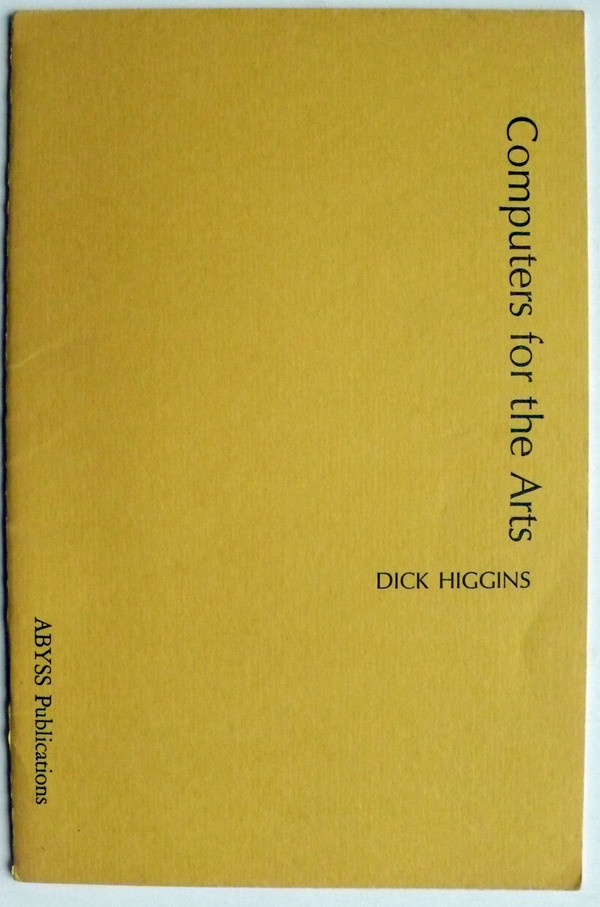 Computers for the Arts
DICK HIGGINS
ABYSS Publications